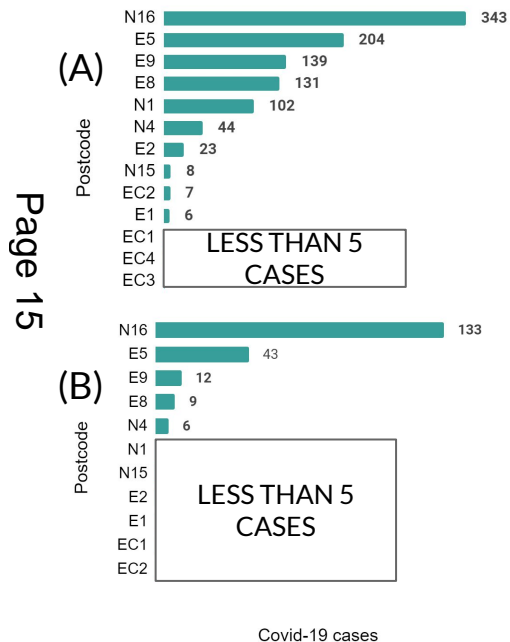 Page 15
(A)
Postcode
N16 343
E5 204
E9 139
E8 131
N1 102
N4 44
E2 23
N15 8
EC2 7
E1 6
EC1
EC4
EC3
LESS THAN 5
CASES
(B)
Postcode
N16 133
E5 43
E9 12
E8 9
N4 6
N1
N15
E2
E1
EC1
EC2
LESS THAN 5
CASES
Covid-19 cases